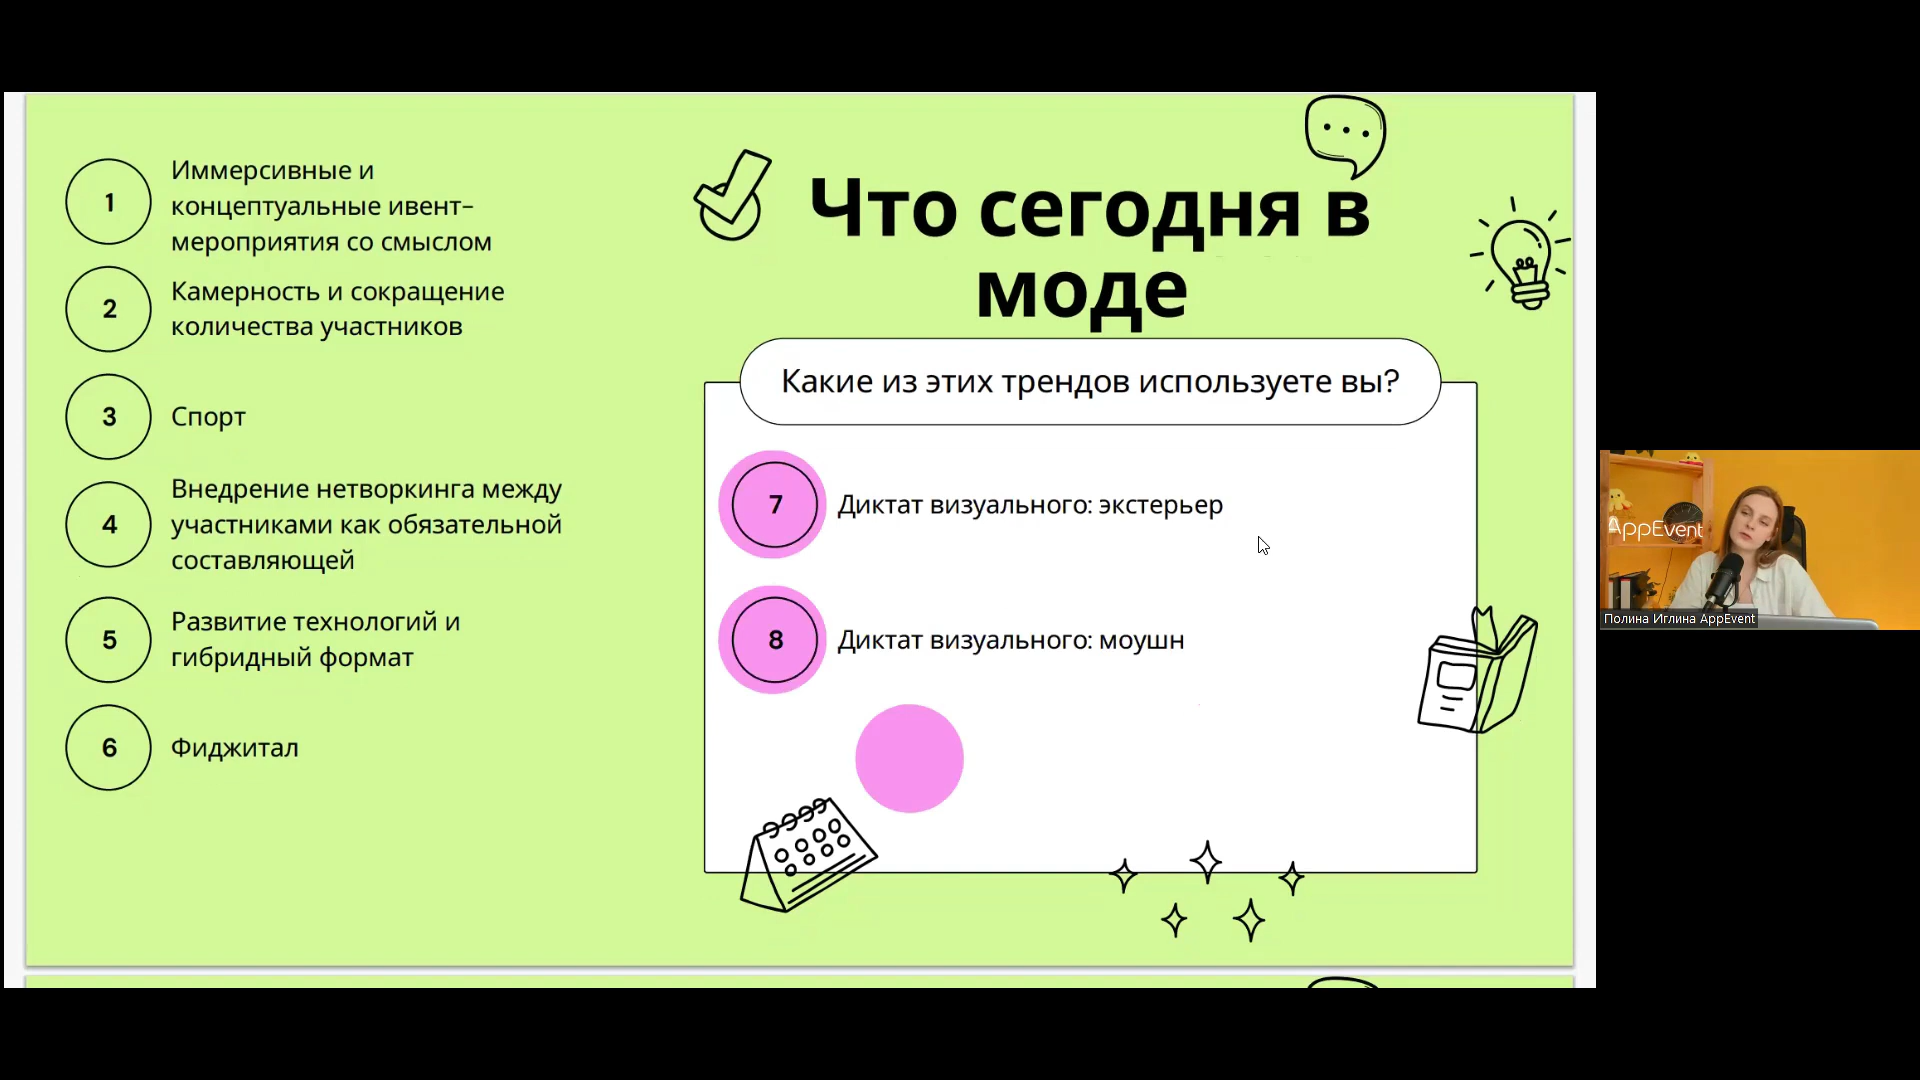 1
Иммерсивные и
концептуальные ивент-
мероприятия со смыслом
2
Камерность и сокращение
количества участников
3
Спорт
4
Внедрение нетворкинга между
участниками как обязательной
составляющей
5
Развитие технологий и
гибридный формат
6
Фиджитал
Что сегодня в
моде
Какие из этих трендов используете вы?
7
Диктат визуального: экстерьер
8
Диктат визуального: моушн
AppEvent
Полина Иглина AppEvent